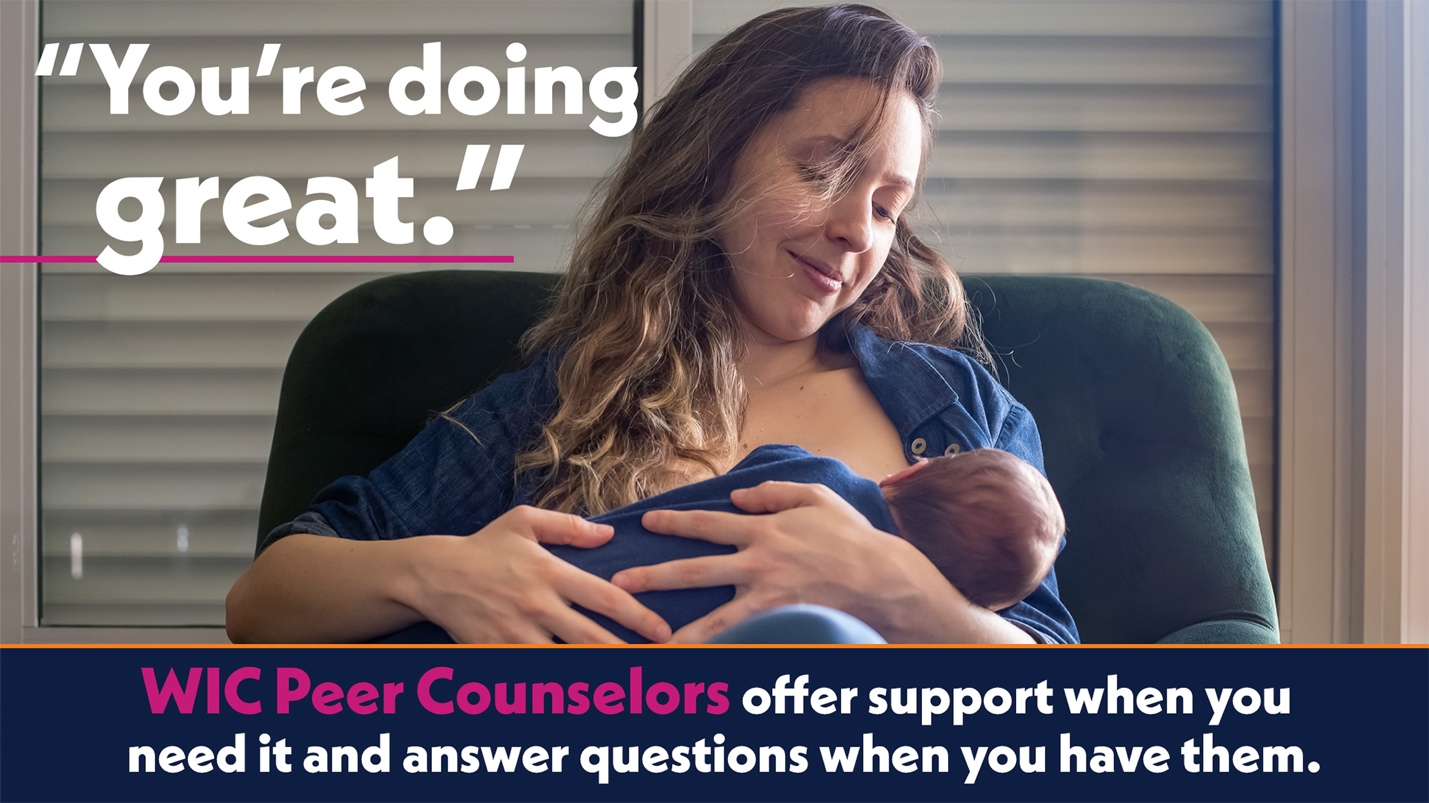 “You’re doing
great.”
WIC Peer Counselors offer support when you
need it and answer questions when you have them.